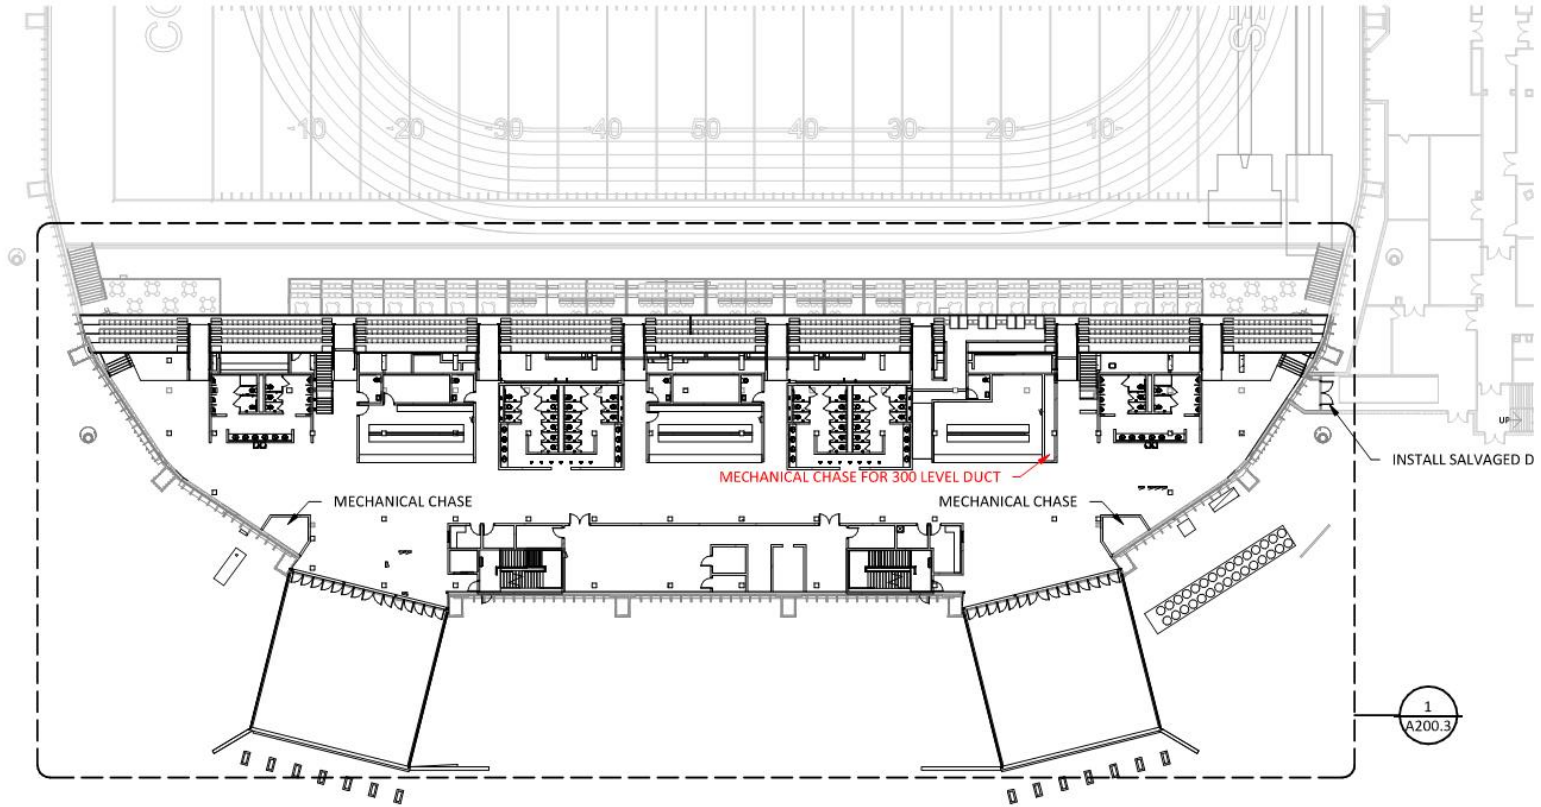 CO
10 20 30 40 50 40 30 20 10
UP
INSTALL SALVAGED D
MECHANICAL CHASE FOR 300 LEVEL DUCT
MECHANICAL CHASE
MECHANICAL CHASE
1
A200.3